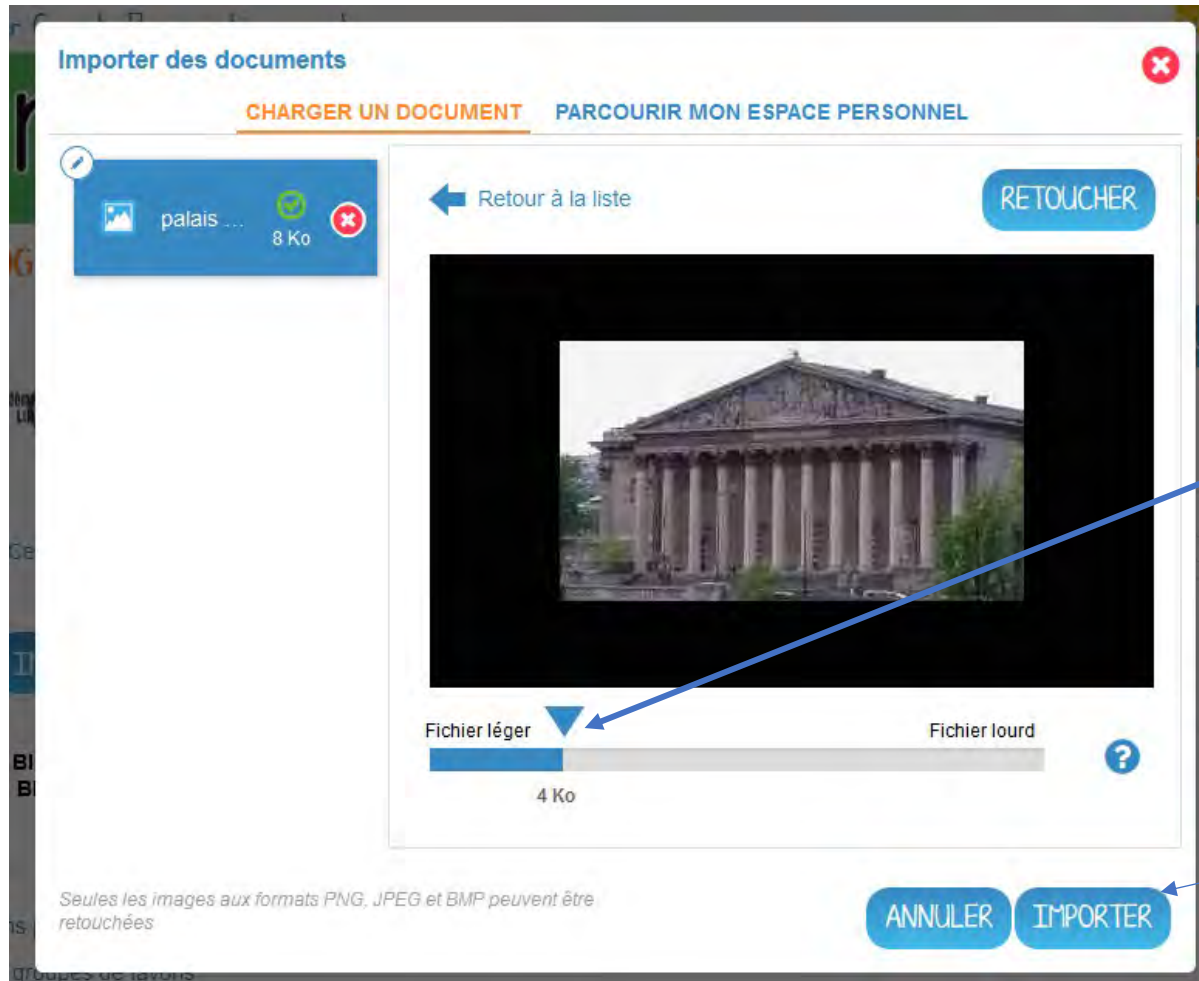 Importer des documents
CHARGER UN DOCUMENT PARCOURIR MON ESPACE PERSONNEL
palais ...
8 Ko
Retour à la liste
RETOUCHER
Fichier léger
Fichier lourd
?
4 Ko
Seules les images aux formats PNG, JPEG et BMP peuvent être
retouchées
ANNULER
IMPORTER